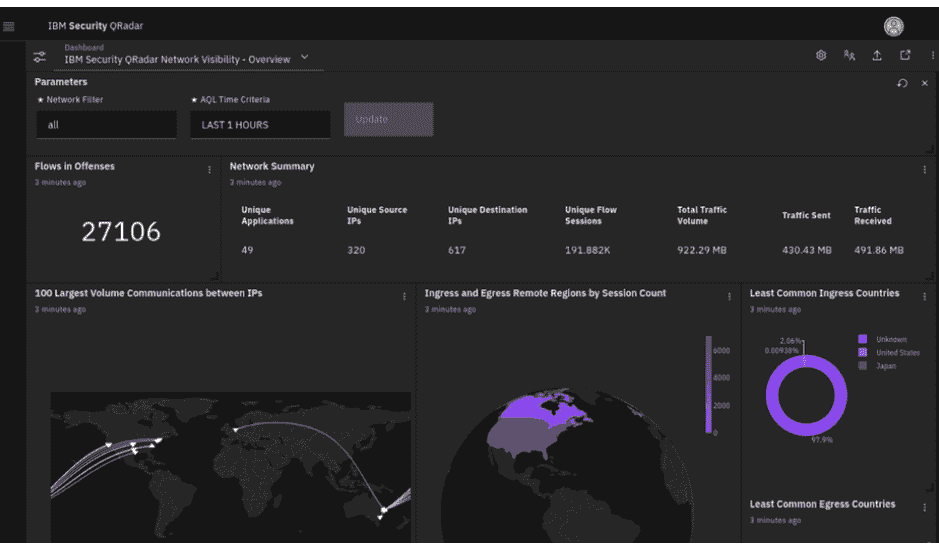 IBM Security QRadar
Dashboard
IBM Security QRadar Network Visibility - Overview
Parameters
★ Network Filter
★ AQL Time Criteria
all
LAST 1 HOURS
Update
Flows in Offenses
3 minutes ago
27106
Network Summary
3 minutes ago
Unique Applications
Unique Source IPs
Unique Destination IPs
Unique Flow Sessions
Total Traffic Volume
Traffic Sent
Traffic Received
49
320
617
191.882K
922.29 MB
430.43 MB
491.86 MB
100 Largest Volume Communications between IPs
3 minutes ago
Ingress and Egress Remote Regions by Session Count
3 minutes ago
6000
4000
2000
0
Least Common Ingress Countries
3 minutes ago
2.06%
0.00938%
97.9%
Unknown
United States
Japan
Least Common Egress Countries
3 minutes ago